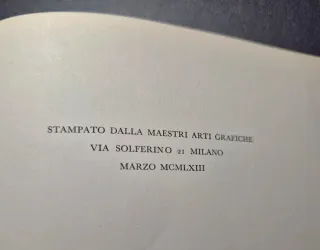 STAMPATO DALLA MAESTRI ARTI GRAFICHE
VIA SOLFERINO 21 MILANO
MARZO MCMLXIII